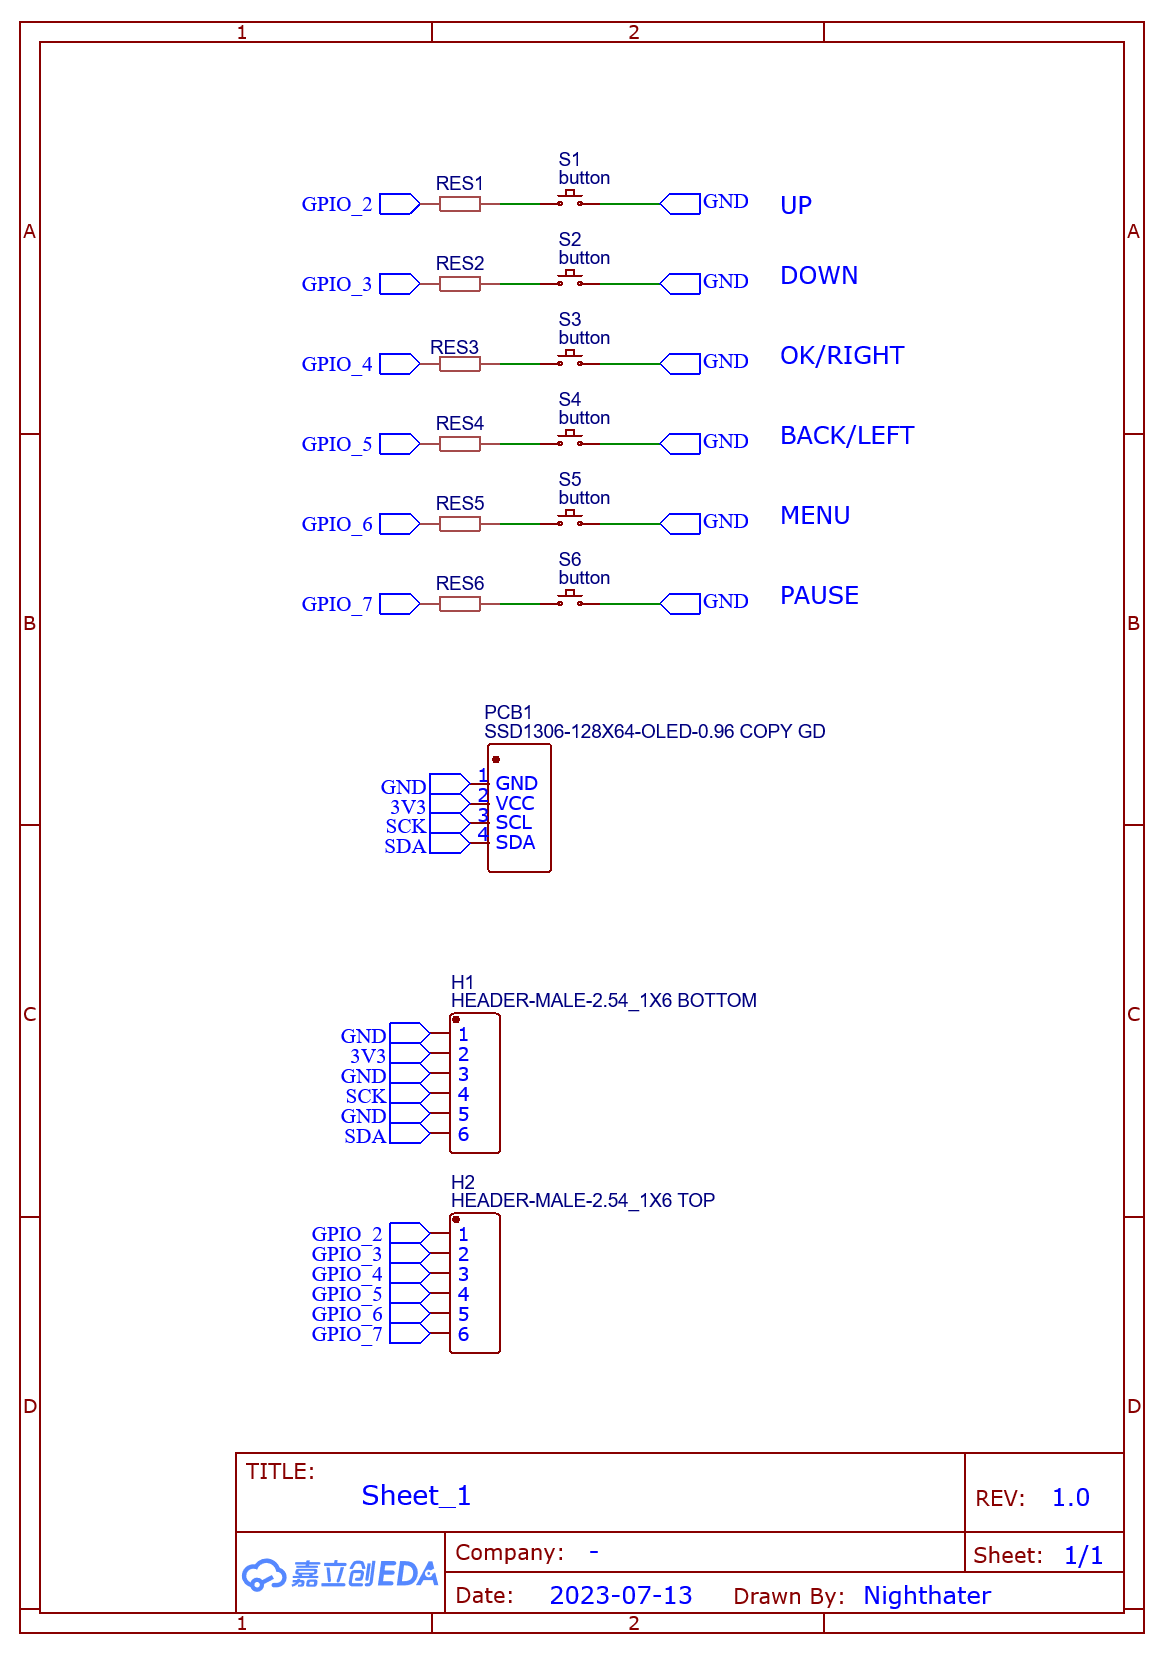 1
2
A
A
B
B
C
C
D
D
S1
button
RES1
GPIO_2
GND
UP
S2
button
RES2
GPIO_3
GND
DOWN
S3
button
RES3
GPIO_4
GND
OK/RIGHT
S4
button
RES4
GPIO_5
GND
BACK/LEFT
S5
button
RES5
GPIO_6
GND
MENU
S6
button
RES6
GPIO_7
GND
PAUSE
PCB1
SSD1306-128X64-OLED-0.96 COPY GD
GND 1 GND
3V3 2 VCC
SCK 3 SCL
SDA 4 SDA
H1
HEADER-MALE-2.54_1X6 BOTTOM
GND 1
3V3 2
GND 3
SCK 4
GND 5
SDA 6
H2
HEADER-MALE-2.54_1X6 TOP
GPIO_2 1
GPIO_3 2
GPIO_4 3
GPIO_5 4
GPIO_6 5
GPIO_7 6
TITLE:
Sheet_1
REV: 1.0
嘉立创EDA
Company: -
Sheet: 1/1
Date: 2023-07-13
Drawn By: Nighthater
1
2